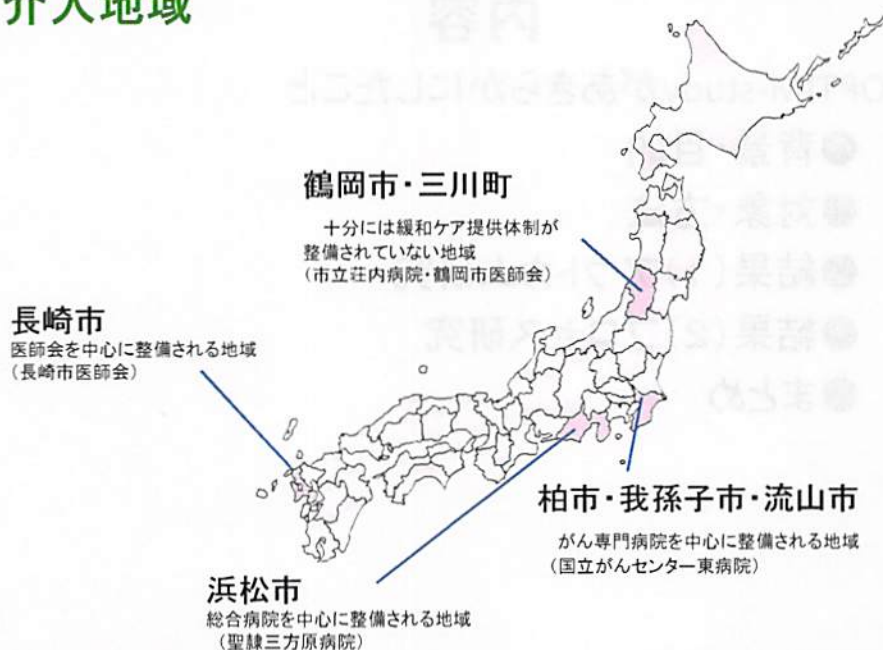 介入地域
鶴岡市・三川町
十分には緩和ケア提供体制が
整備されていない地域
(市立荘内病院・鶴岡市医師会)
長崎市
医師会を中心に整備される地域
(長崎市医師会)
柏市・我孫子市・流山市
がん専門病院を中心に整備される地域
(国立がんセンター東病院)
浜松市
総合病院を中心に整備される地域
(聖隷三方原病院)